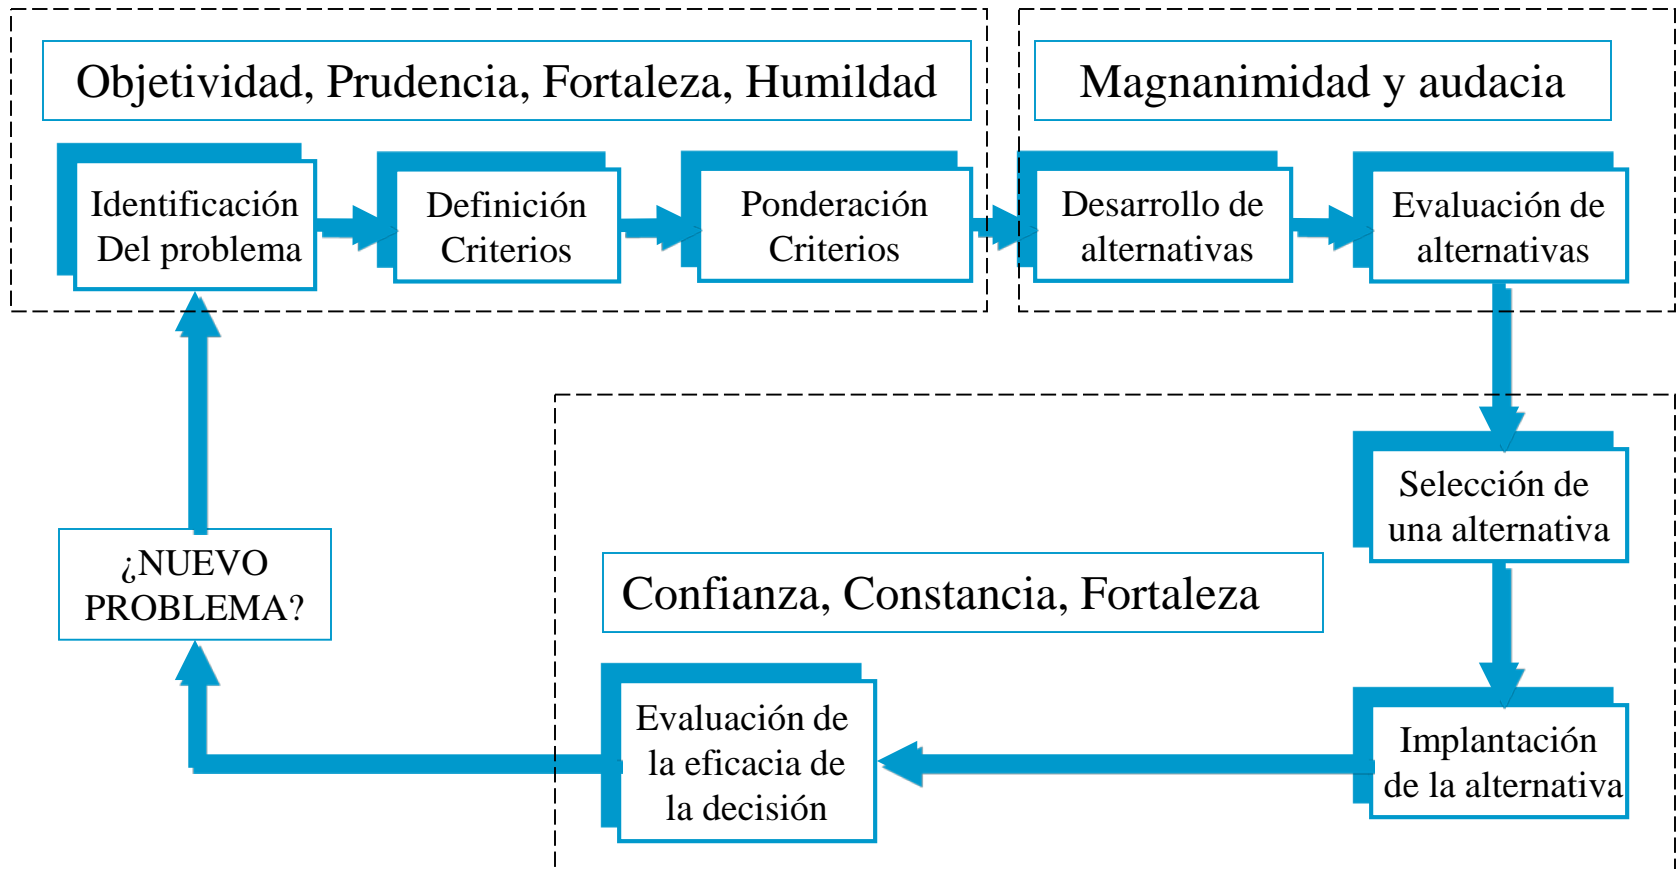 Objetividad, Prudencia, Fortaleza, Humildad
Magnanimidad y audacia
Identificación
Del problema
Definición
Criterios
Ponderación
Criterios
Desarrollo de
alternativas
Evaluación de
alternativas
Selección de
una alternativa
¿NUEVO
PROBLEMA?
Confianza, Constancia, Fortaleza
Evaluación de
la eficacia de
la decisión
Implantación
de la alternativa